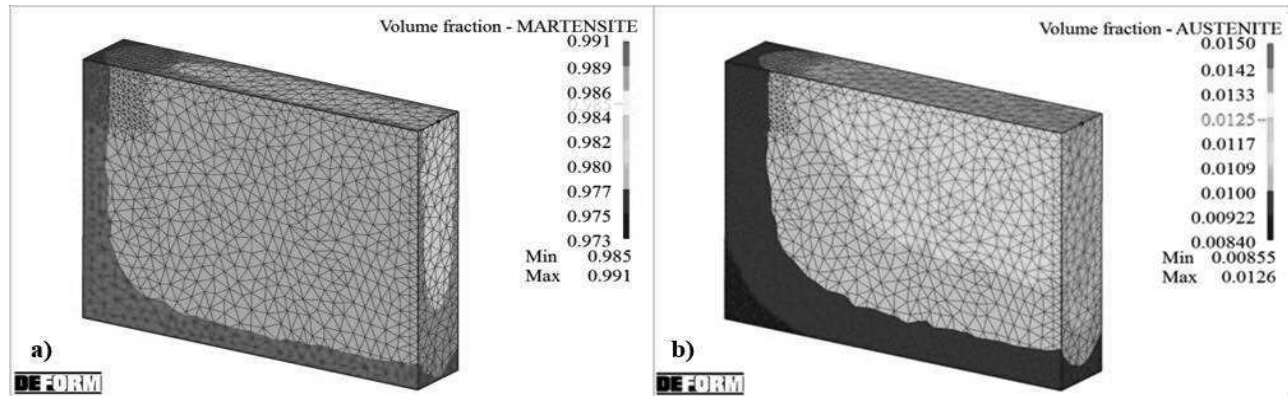 Volume fraction - MARTENSITE
0.991
0.989
0.986
0.984
0.982
0.980
0.977
0.975
0.973
Min 0.985
Max 0.991
a)
DEFORM
Volume fraction - AUSTENITE
0.0150
0.0142
0.0133
0.0125
0.0117
0.0109
0.0100
0.00922
0.00840
Min 0.00855
Max 0.0126
b)
DEFORM